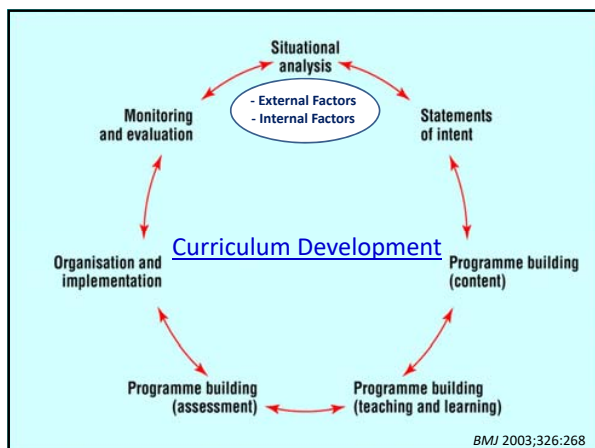 Situational
analysis
- External Factors
- Internal Factors
Monitoring
and evaluation
Statements
of intent
Curriculum Development
Organisation and
implementation
Programme building
(content)
Programme building
(assessment)
Programme building
(teaching and learning)
BMJ 2003;326:268